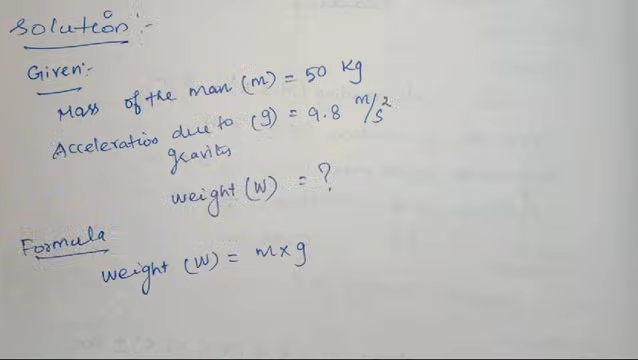 Solution:-
Given:-
Mass of the man (m) = 50 Kg
Acceleration due to (g) = 9.8 m/s²
gravity
weight (W) = ?
Formula
weight (W) = m x g